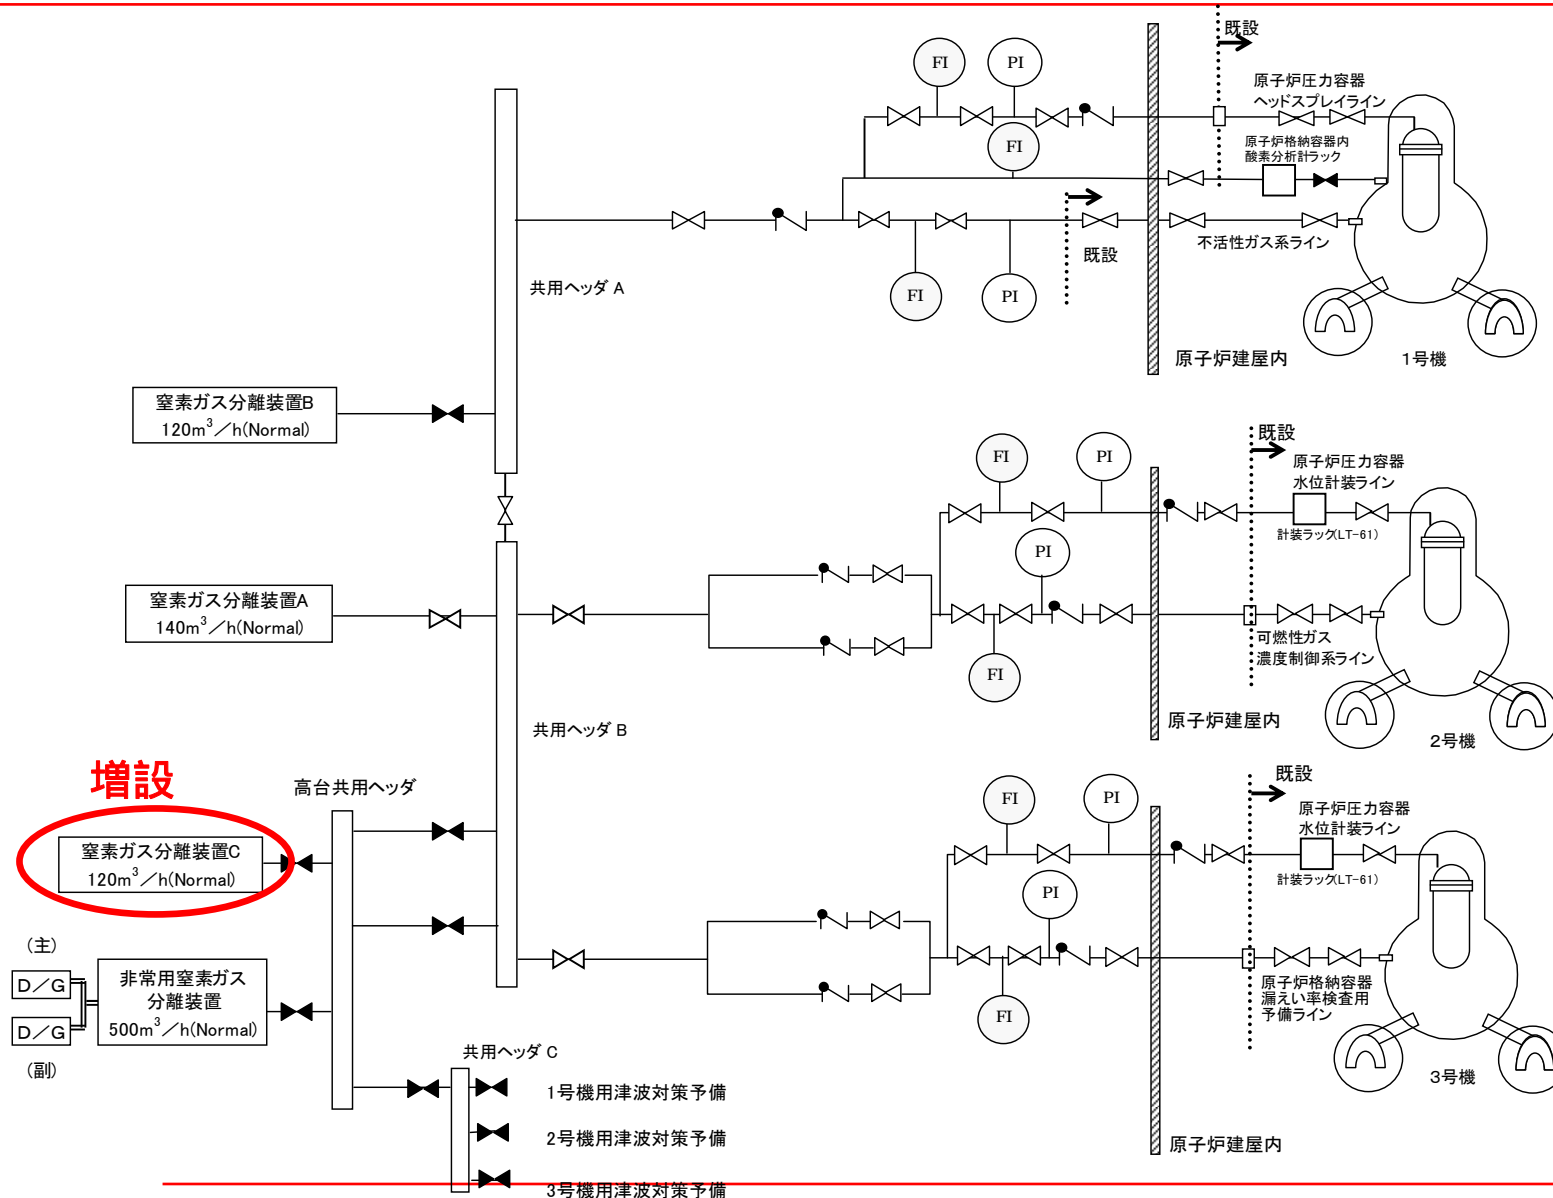 既設
FI
PI
原子炉圧力容器
ヘッドスプレイライン
FI
原子炉格納容器内
酸素分析計ラック
既設
不活性ガス系ライン
FI
PI
共用ヘッダ A
原子炉建屋内
1号機
窒素ガス分離装置B
120m³／h(Normal)
既設
FI
PI
原子炉圧力容器
水位計装ライン
計装ラック(LT-61)
PI
窒素ガス分離装置A
140m³／h(Normal)
可燃性ガス
濃度制御系ライン
FI
共用ヘッダ B
原子炉建屋内
2号機
増設
高台共用ヘッダ
既設
FI
PI
原子炉圧力容器
水位計装ライン
計装ラック(LT-61)
窒素ガス分離装置C
120m³／h(Normal)
PI
(主)
D／G
D／G
(副)
非常用窒素ガス
分離装置
500m³／h(Normal)
原子炉格納容器
漏えい率検査用
予備ライン
FI
共用ヘッダ C
3号機
1号機用津波対策予備
2号機用津波対策予備
3号機用津波対策予備
原子炉建屋内